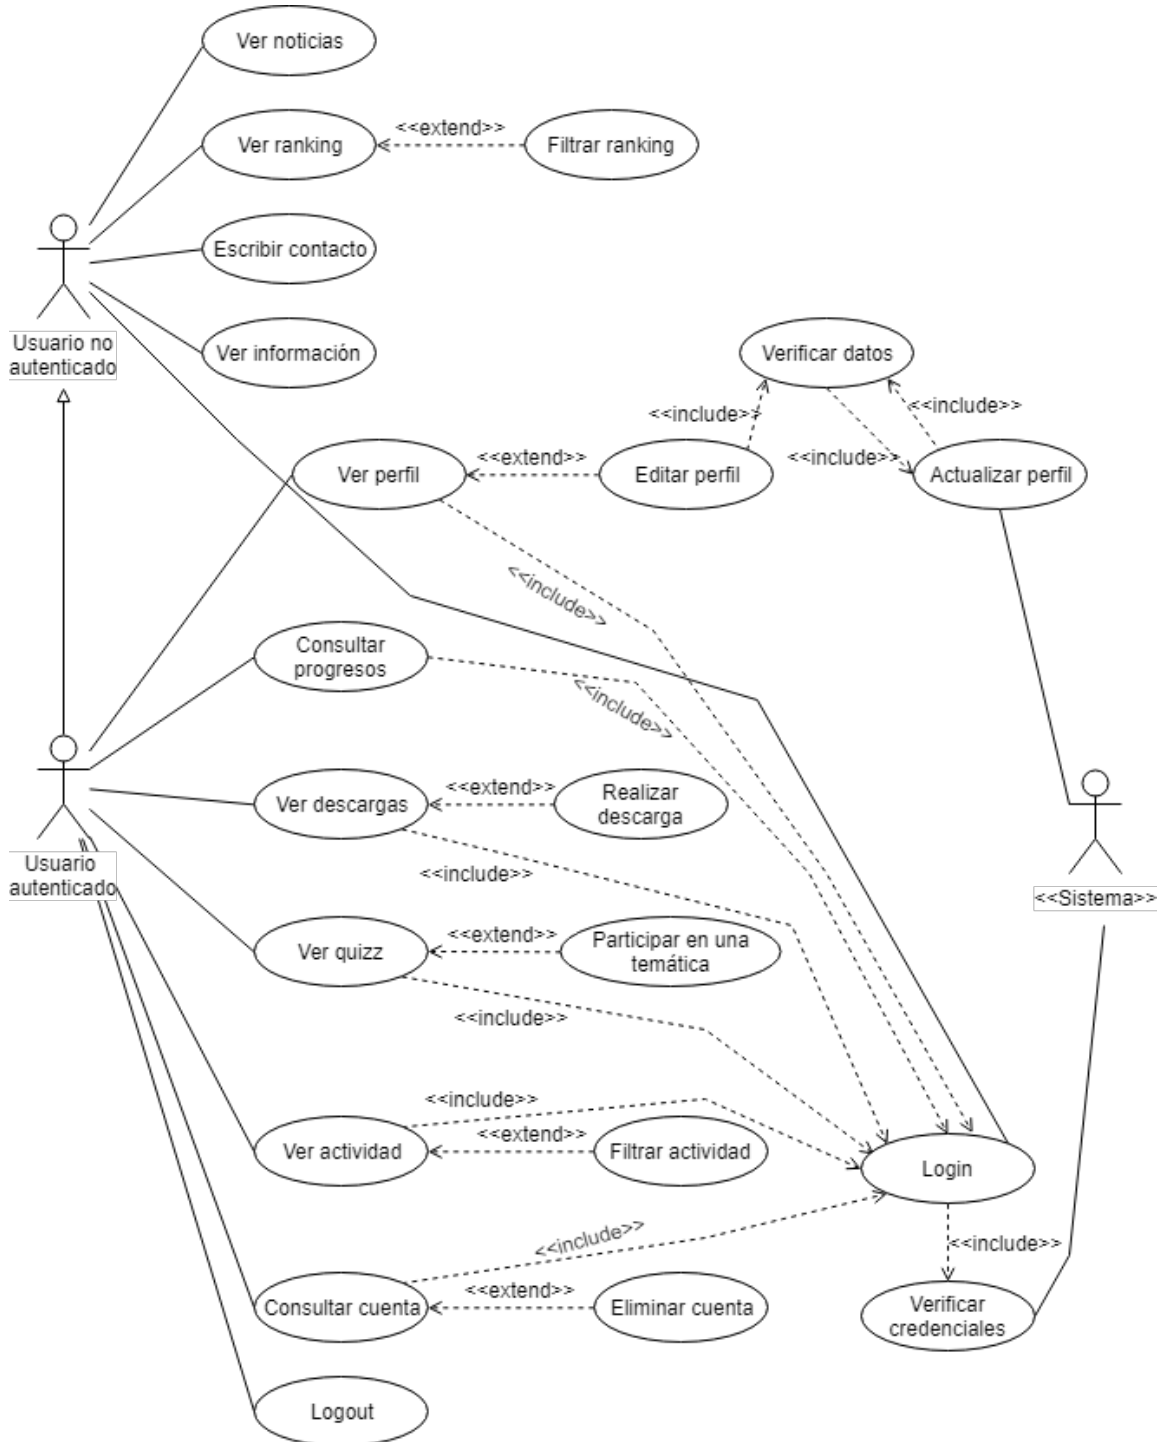 Ver noticias
Ver ranking
<<extend>>
Filtrar ranking
Escribir contacto
Usuario no
autenticado
Ver información
Verificar datos
<<include>>
<<include>>
<<include>>
Ver perfil
<<extend>>
Editar perfil
Actualizar perfil
<<include>>
Consultar
progresos
<<include>>
Ver descargas
<<extend>>
Realizar
descarga
<<include>>
Usuario
autenticado
<<Sistema>>
Ver quizz
<<extend>>
Participar en una
temática
<<include>>
<<include>>
Ver actividad
<<extend>>
Filtrar actividad
Login
<<include>>
<<include>>
Consultar cuenta
<<extend>>
Eliminar cuenta
Verificar
credenciales
Logout